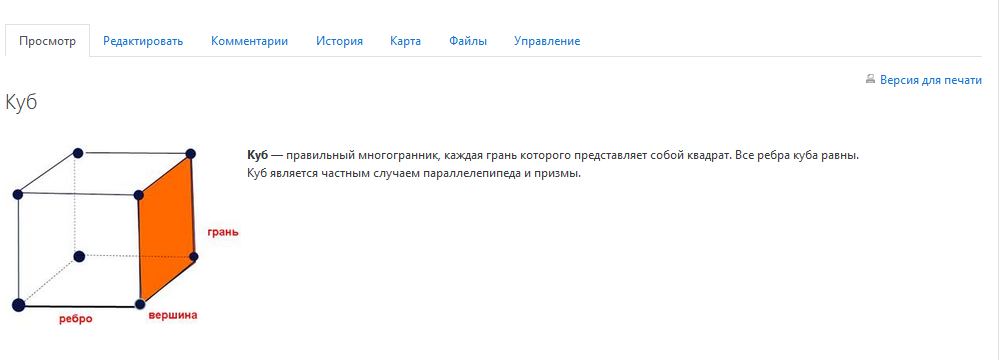 Просмотр Редактировать Комментарии История Карта Файлы Управление
Версия для печати
Куб
Куб — правильный многогранник, каждая грань которого представляет собой квадрат. Все ребра куба равны.
Куб является частным случаем параллелепипеда и призмы.
грань
вершина
ребро